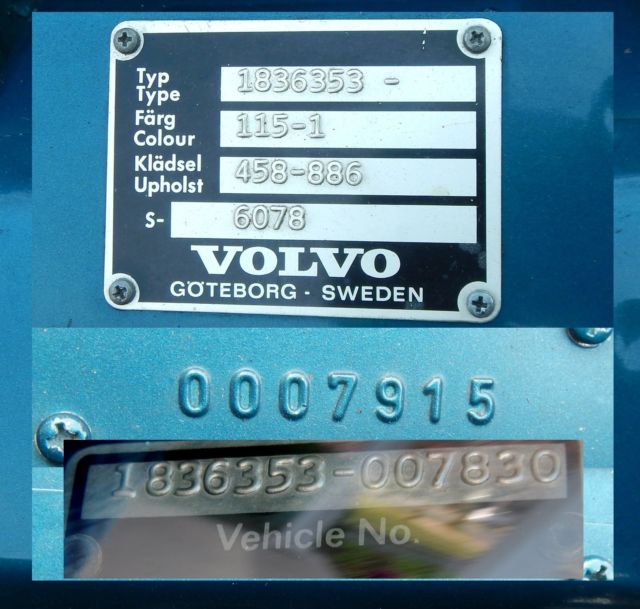 Typ
Type 1836353 -
Färg
Colour 115-1
Klädsel
Upholst 458-886
S- 6078
VOLVO
GÖTEBORG - SWEDEN
0007915
1836353-007830
Vehicle No.